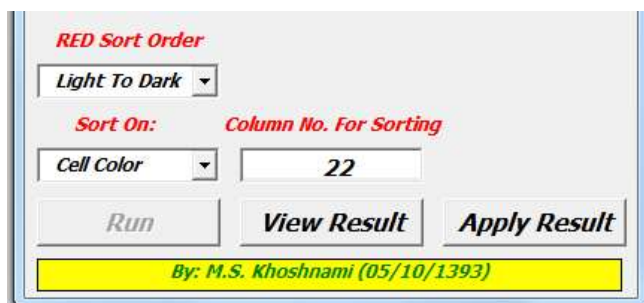 RED Sort Order
Light To Dark
Sort On: Column No. For Sorting
Cell Color 22
Run View Result Apply Result
By: M.S. Khoshnami (05/10/1393)